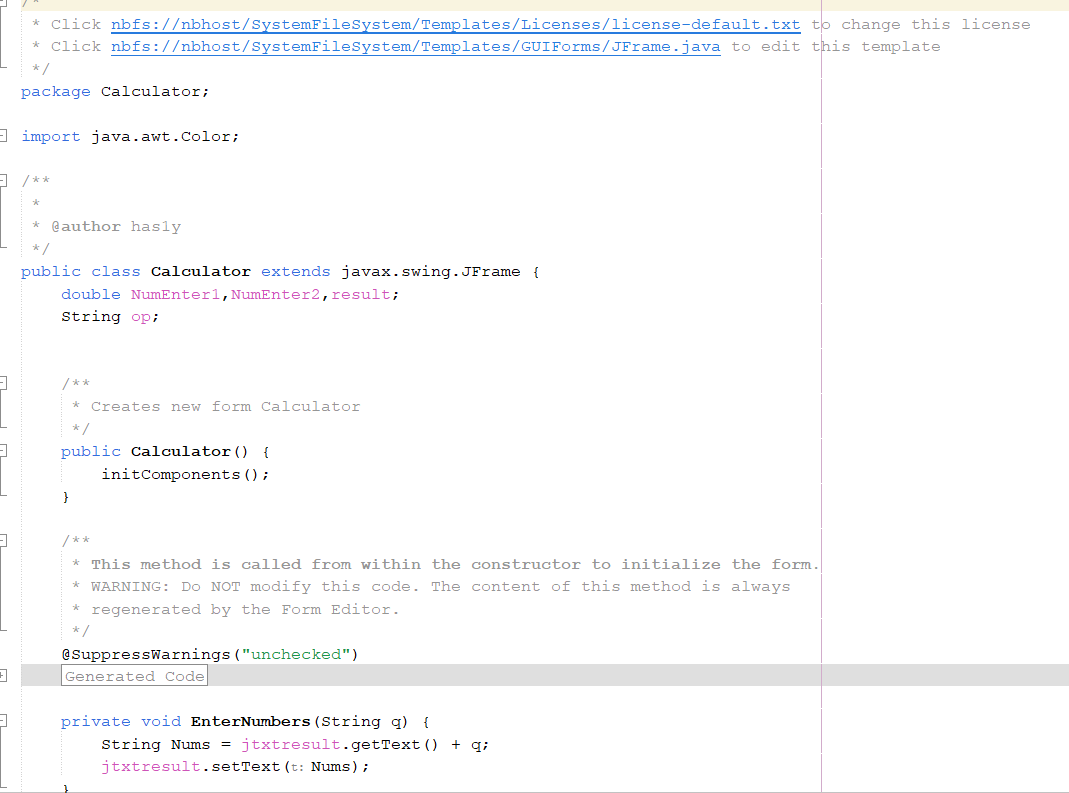 /*
 * Click nbfs://nbhost/SystemFileSystem/Templates/Licenses/license-default.txt to change this license
 * Click nbfs://nbhost/SystemFileSystem/Templates/GUIForms/JFrame.java to edit this template
 */
package Calculator;
import java.awt.Color;
/**
 *
 * @author has1y
 */
public class Calculator extends javax.swing.JFrame {
    double NumEnter1,NumEnter2,result;
    String op;
    /**
     * Creates new form Calculator
     */
    public Calculator() {
        initComponents();
    }
    /**
     * This method is called from within the constructor to initialize the form.
     * WARNING: Do NOT modify this code. The content of this method is always
     * regenerated by the Form Editor.
     */
    @SuppressWarnings("unchecked")
    Generated Code
    private void EnterNumbers(String q) {
        String Nums = jtxtresult.getText() + q;
        jtxtresult.setText(t: Nums);
    }